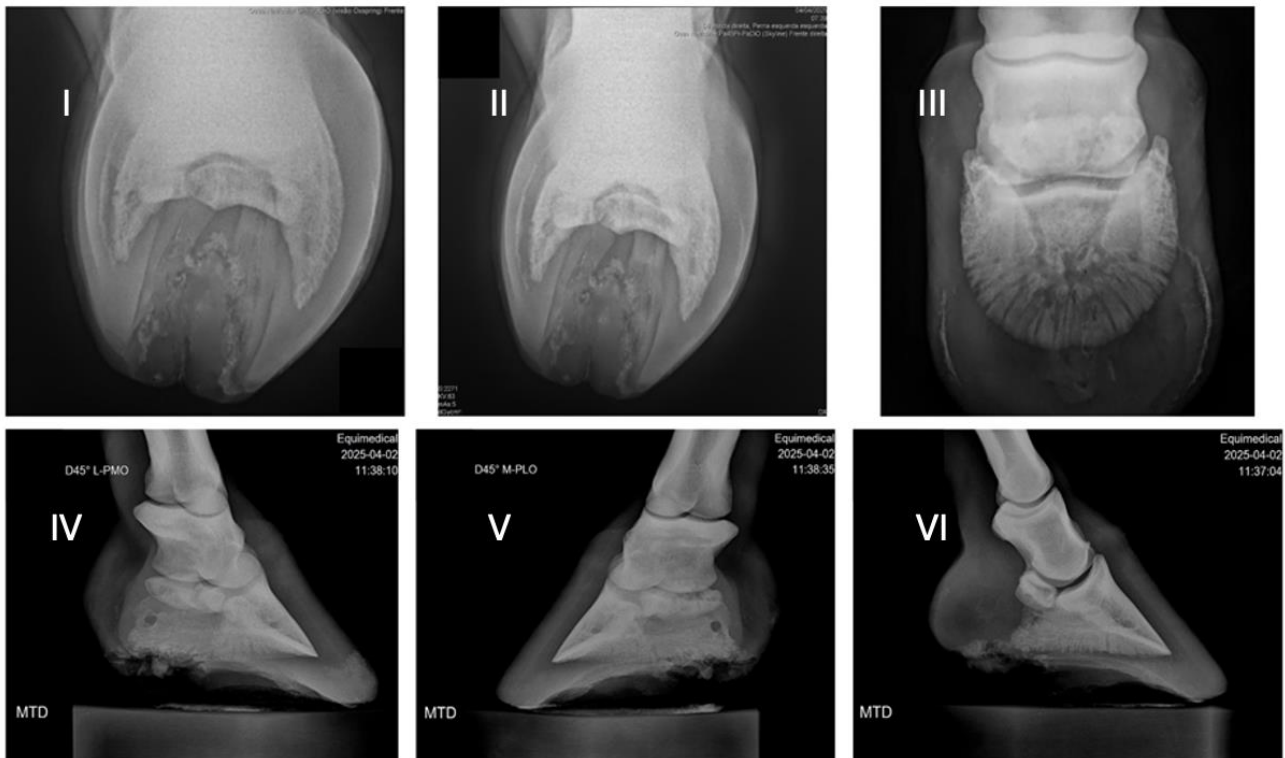 I
II
III
Equimedical
2025-04-02
D45° L-PMO 11:38:10
IV
MTD
Equimedical
2025-04-02
D45° M-PLO 11:38:35
V
MTD
Equimedical
2025-04-02
11:37:04
VI
MTD